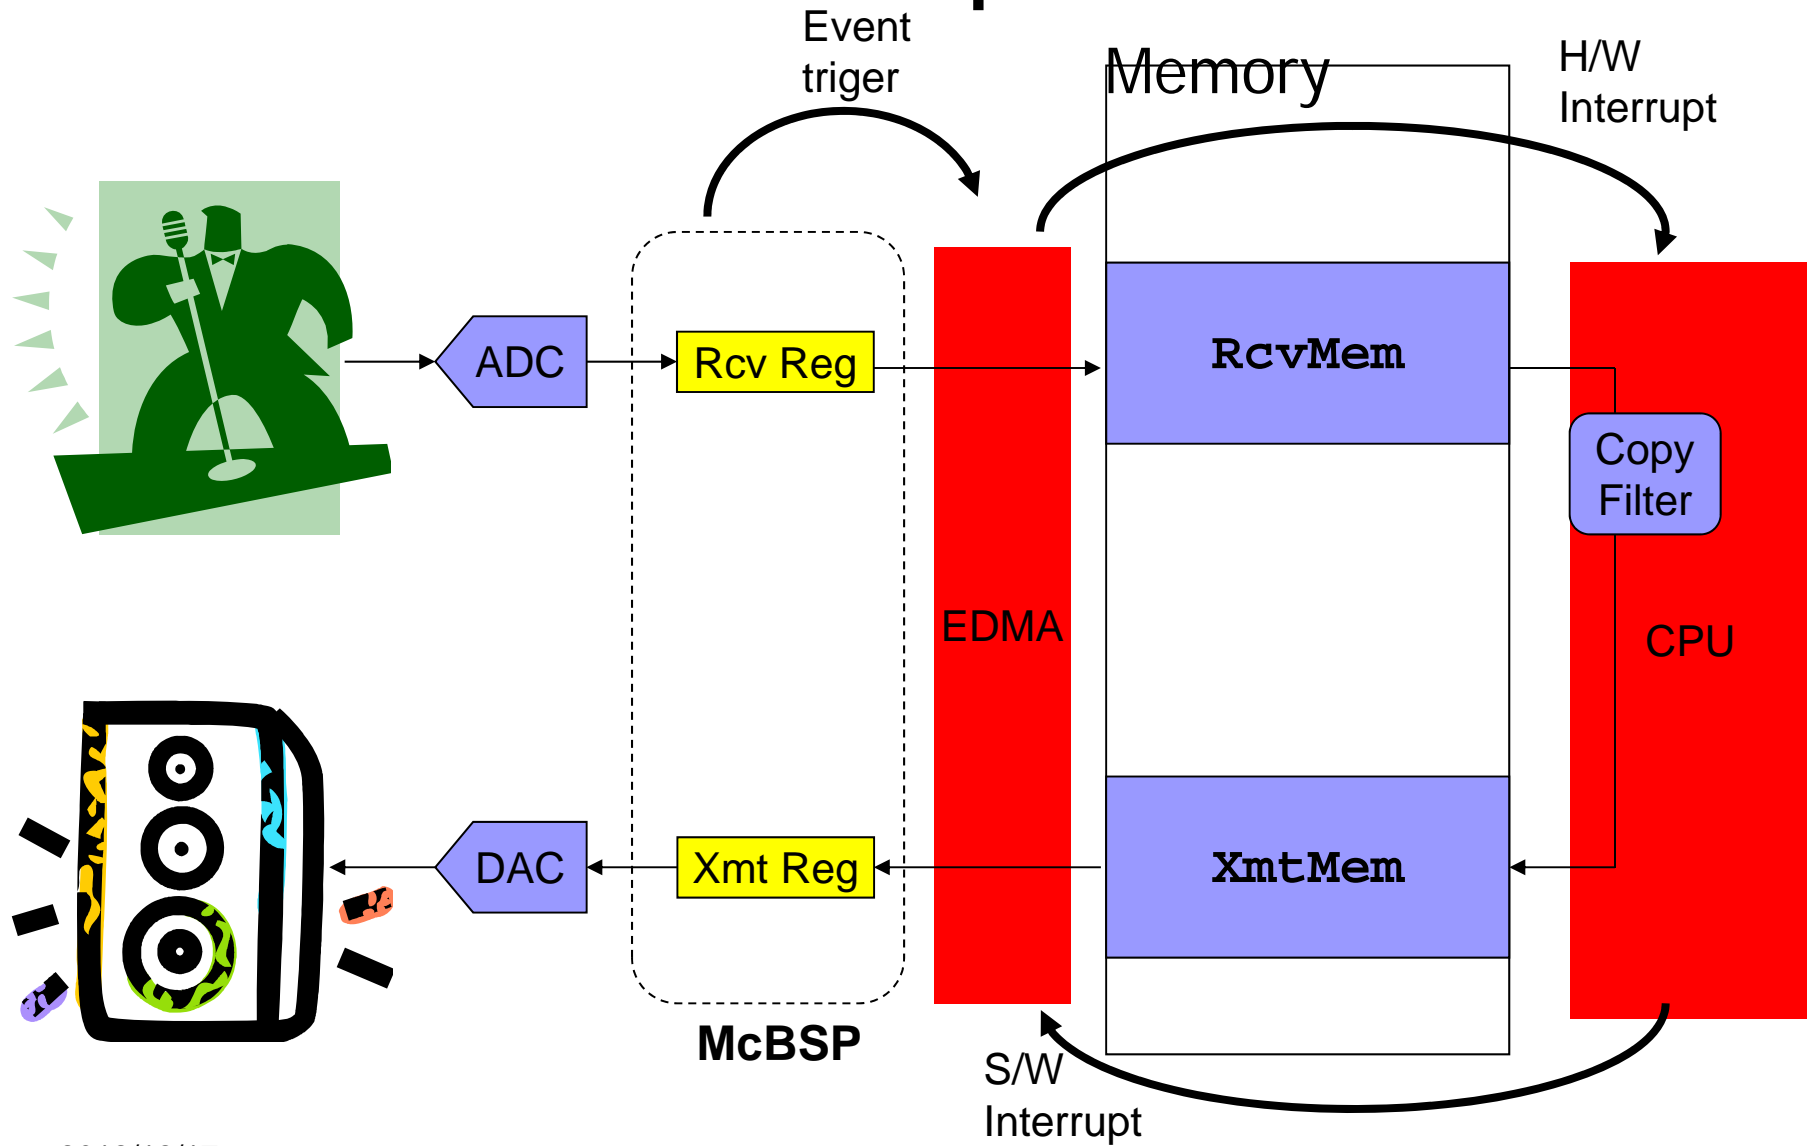 Event
triger
Memory
H/W
Interrupt
ADC
Rcv Reg
RcvMem
Copy
Filter
EDMA
CPU
DAC
Xmt Reg
XmtMem
McBSP
S/W
Interrupt